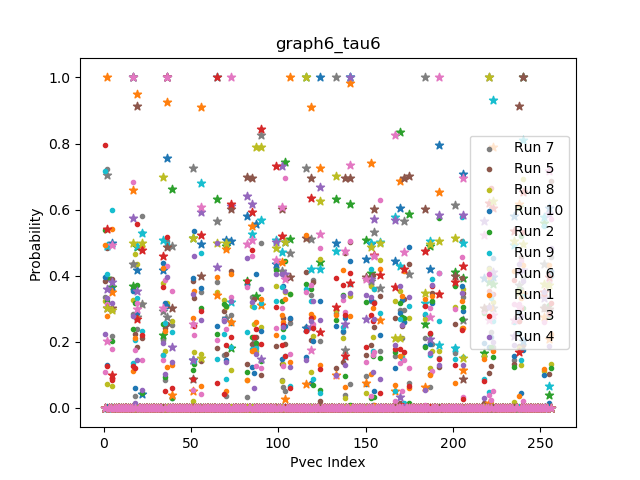 graph6_tau6
Probability
1.0
0.8
0.6
0.4
0.2
0.0
Run 7
Run 5
Run 8
Run 10
Run 2
Run 9
Run 6
Run 1
Run 3
Run 4
0 50 100 150 200 250
Pvec Index